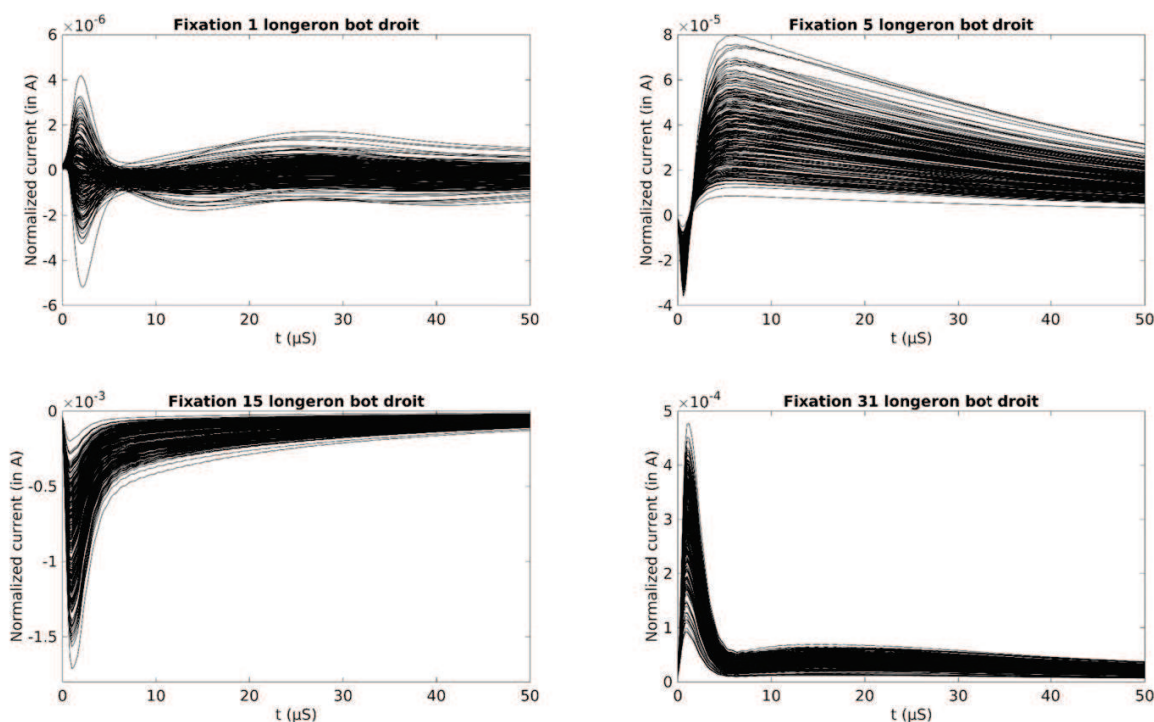 Fixation 1 longeron bot droit
×10⁻⁶
Normalized current (in A)
6
4
2
0
-2
-4
-6
0 10 20 30 40 50
t (µS)
Fixation 5 longeron bot droit
×10⁻⁵
Normalized current (in A)
8
6
4
2
0
-2
-4
0 10 20 30 40 50
t (µS)
Fixation 15 longeron bot droit
×10⁻³
Normalized current (in A)
0
-0.5
-1
-1.5
0 10 20 30 40 50
t (µS)
Fixation 31 longeron bot droit
×10⁻⁴
Normalized current (in A)
5
4
3
2
1
0
0 10 20 30 40 50
t (µS)